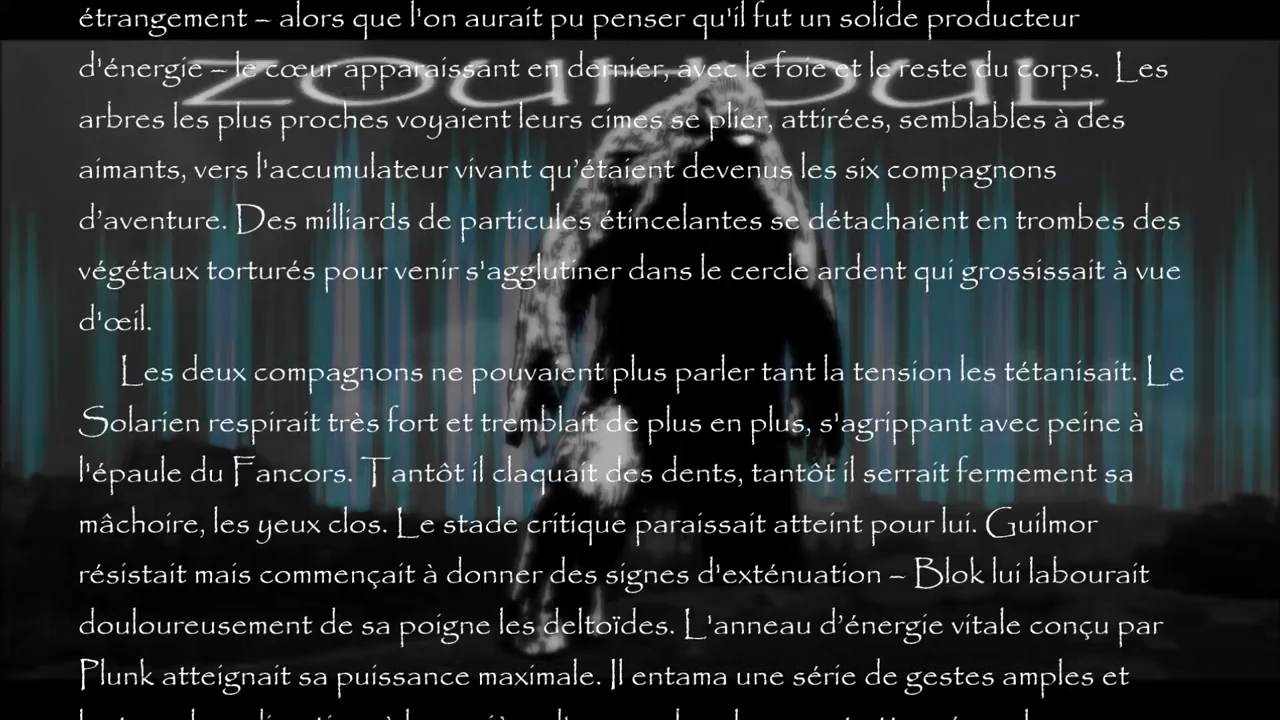 étrangement – alors que l'on aurait pu penser qu'il fut un solide producteur
d'énergie – le cœur apparaissant en dernier, avec le foie et le reste du corps. Les
arbres les plus proches voyaient leurs cimes se plier, attirées, semblables à des
aimants, vers l'accumulateur vivant qu’étaient devenus les six compagnons
d’aventure. Des milliards de particules étincelantes se détachaient en trombes des
végétaux torturés pour venir s'agglutiner dans le cercle ardent qui grossissait à vue
d'œil.
Les deux compagnons ne pouvaient plus parler tant la tension les tétanisait. Le
Solarien respirait très fort et tremblait de plus en plus, s'agrippant avec peine à
l'épaule du Fancors. Tantôt il claquait des dents, tantôt il serrait fermement sa
mâchoire, les yeux clos. Le stade critique paraissait atteint pour lui. Guilmor
résistait mais commençait à donner des signes d'exténuation – Blok lui labourait
douloureusement de sa poigne les deltoïdes. L'anneau d’énergie vitale conçu par
Plunk atteignait sa puissance maximale. Il entama une série de gestes amples et